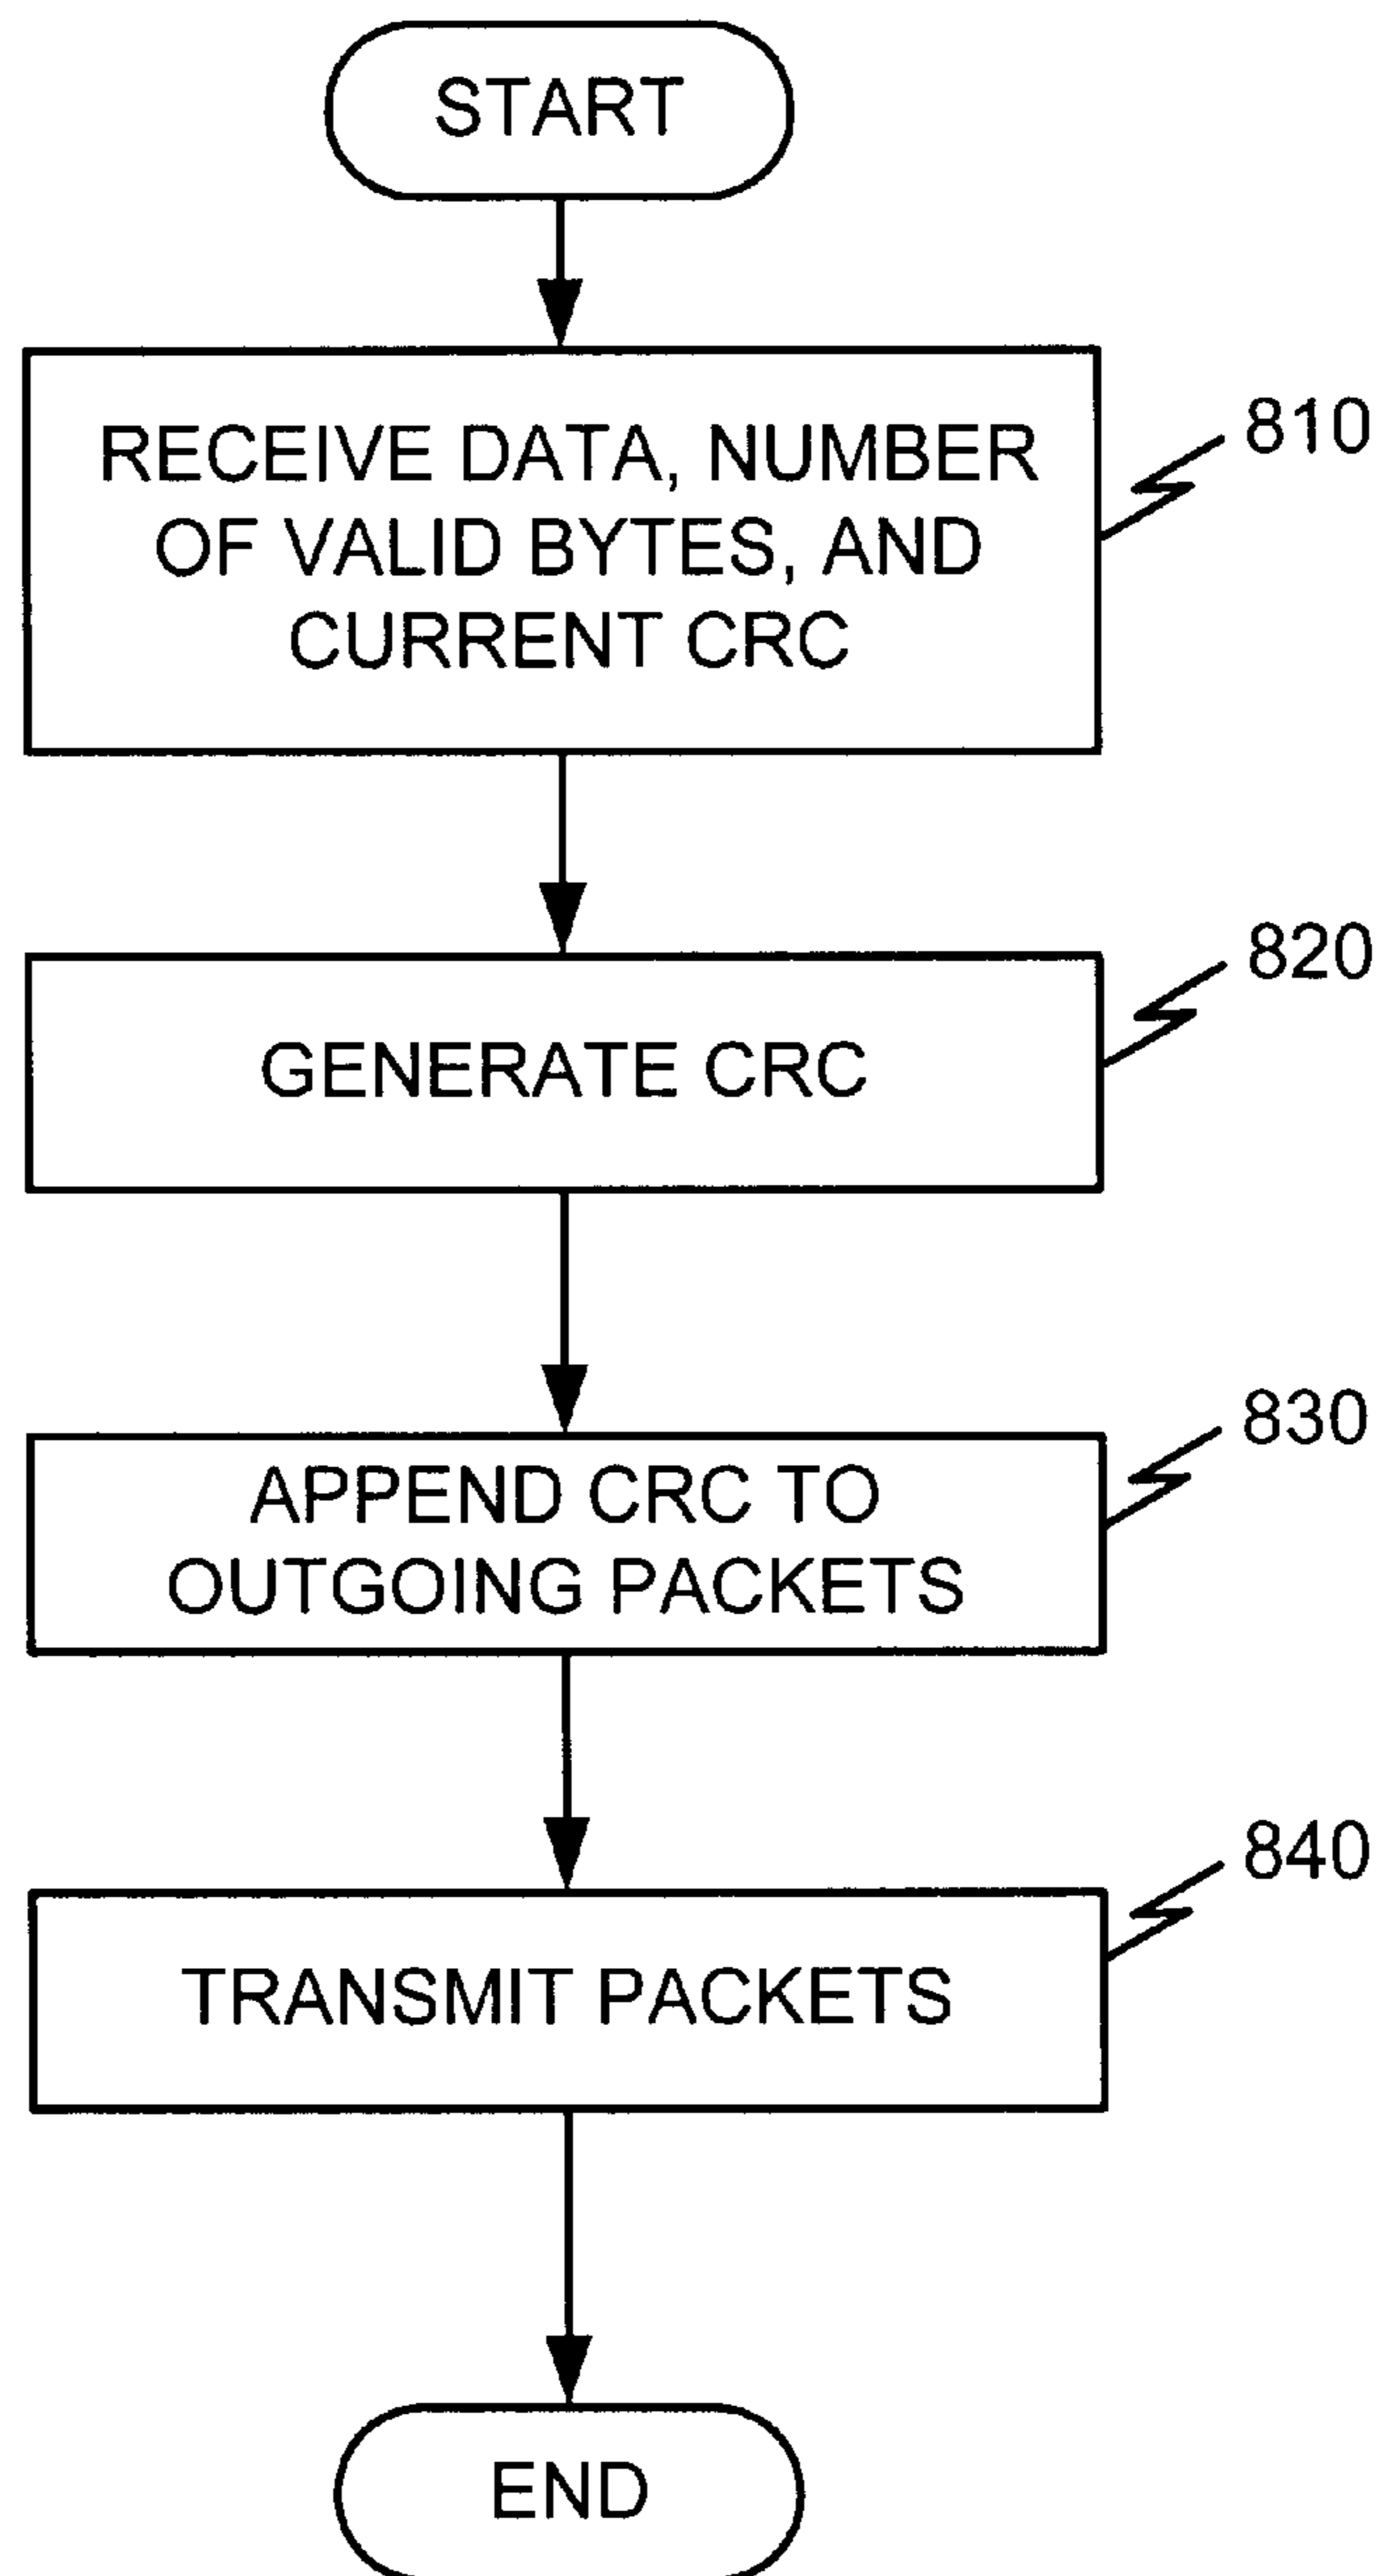 START
RECEIVE DATA, NUMBER
OF VALID BYTES, AND
CURRENT CRC
810
GENERATE CRC
820
APPEND CRC TO
OUTGOING PACKETS
830
TRANSMIT PACKETS
840
END